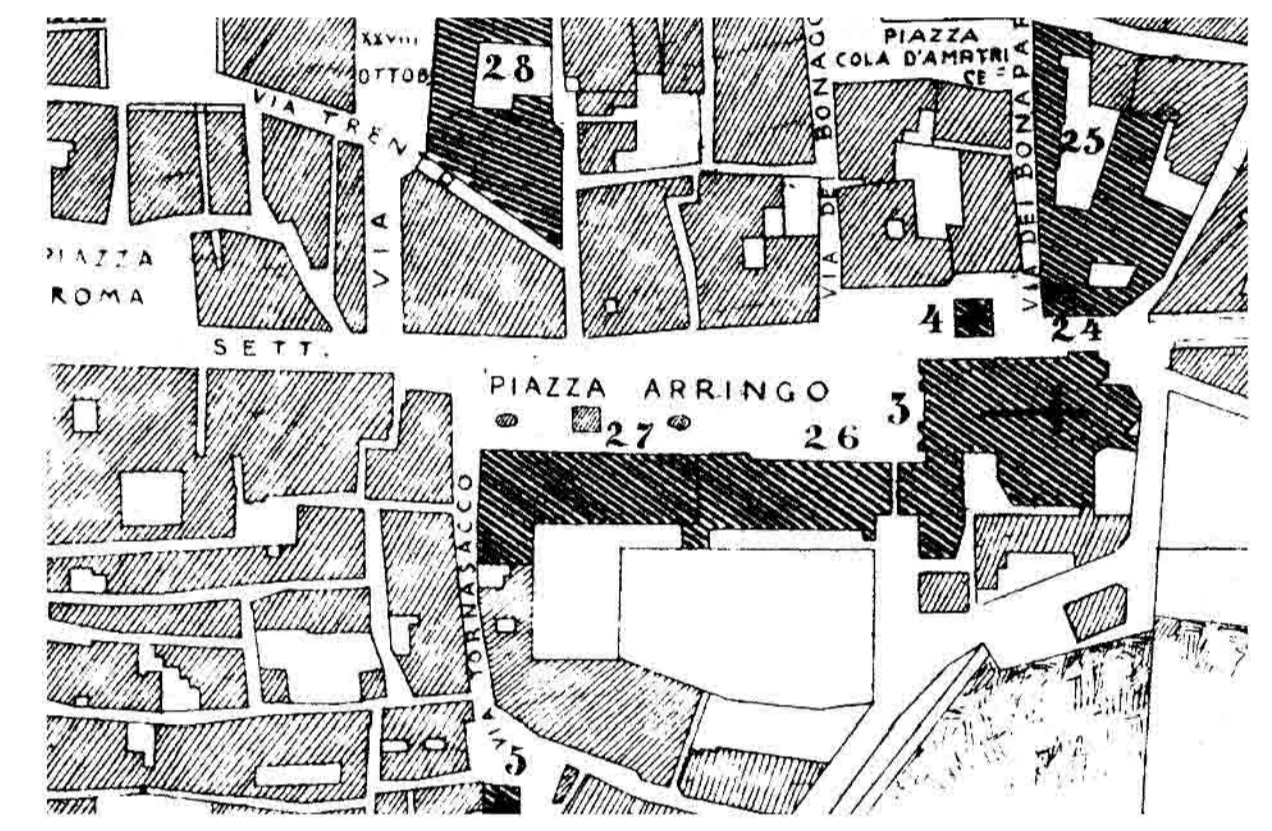 XXVIII
OTTOB
28
PIAZZA
COLA D'AMATRI
CE =
VIA TREN
VIA
VIA DE BONACC
VIA DEI BONAPAR
25
PIAZZA
ROMA
SETT.
4
24
PIAZZA ARRINGO
3
27
26
VIA TORNASACCO
5